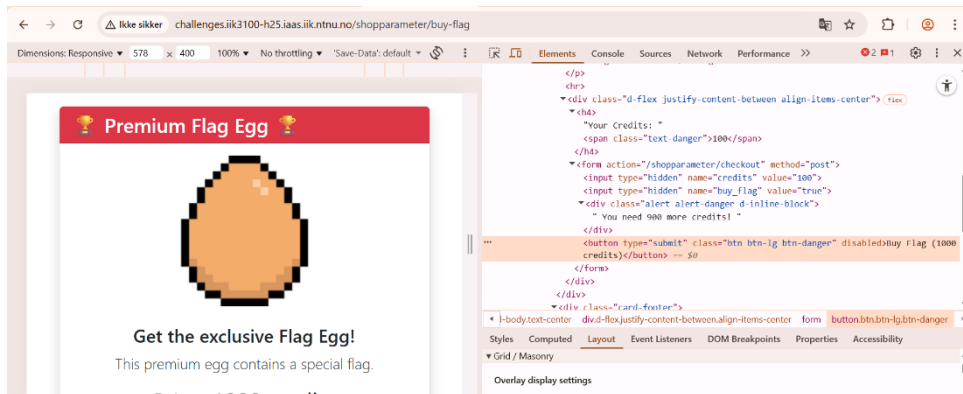 Ikke sikker challenges.iik3100-h25.iaas.iik.ntnu.no/shopparameter/buy-flag
Dimensions: Responsive 578 x 400 100% No throttling 'Save-Data': default
Elements Console Sources Network Performance 2 1
Premium Flag Egg
Get the exclusive Flag Egg!
This premium egg contains a special flag.
</p>
<hr>
<div class="d-flex justify-content-between align-items-center"> flex
<h4>
"Your Credits: "
<span class="text-danger">100</span>
</h4>
<form action="/shopparameter/checkout" method="post">
<input type="hidden" name="credits" value="100">
<input type="hidden" name="buy_flag" value="true">
<div class="alert alert-danger d-inline-block">
" You need 900 more credits! "
</div>
<button type="submit" class="btn btn-lg btn-danger" disabled>Buy Flag (1000
credits)</button> == $0
</form>
</div>
</div>
<div class="card-footer">
l-body.text-center div.d-flex.justify-content-between.align-items-center form button.btn.btn-lg.btn-danger
Styles Computed Layout Event Listeners DOM Breakpoints Properties Accessibility
Grid / Masonry
Overlay display settings